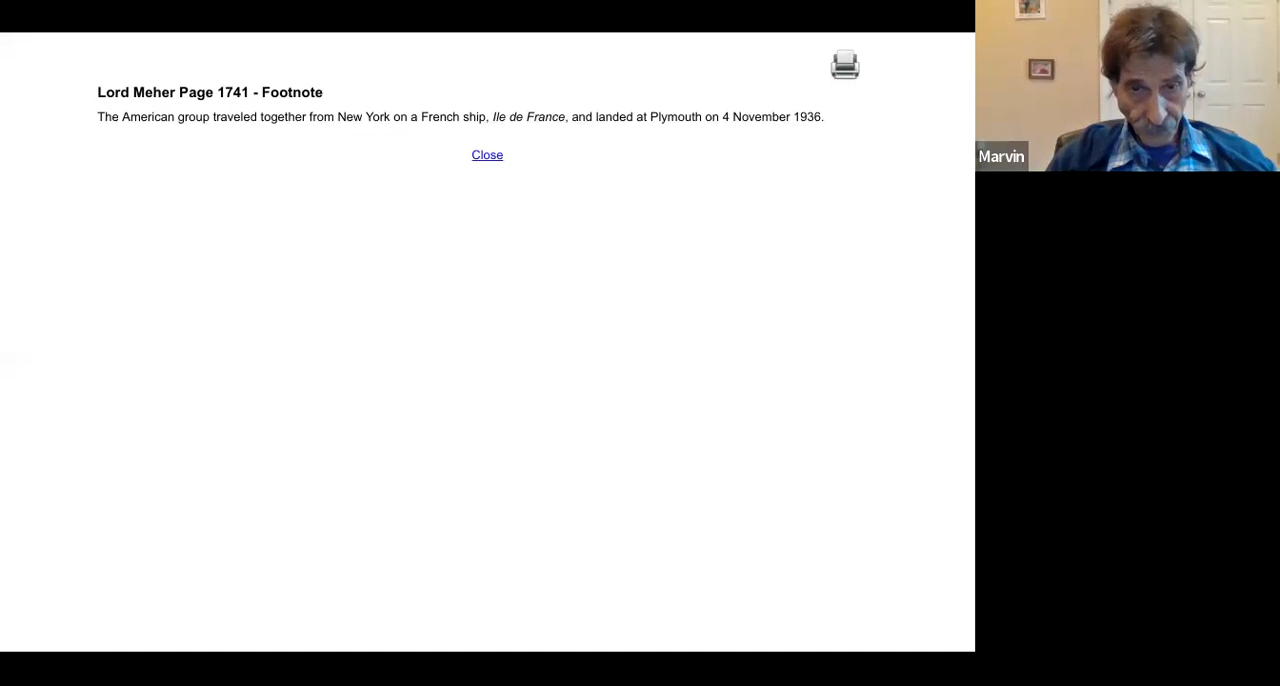 Lord Meher Page 1741 - Footnote
The American group traveled together from New York on a French ship, Ile de France, and landed at Plymouth on 4 November 1936.
Close
Marvin